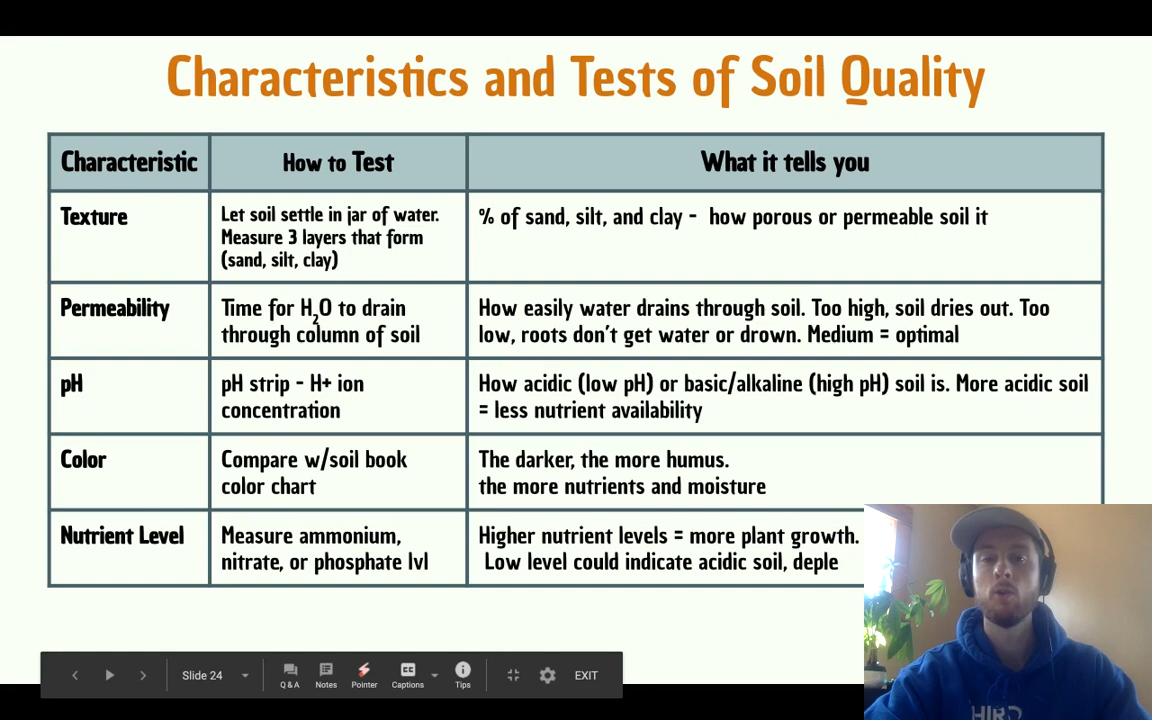 Characteristics and Tests of Soil Quality
Characteristic
How to Test
What it tells you
Texture
Let soil settle in jar of water.
Measure 3 layers that form
(sand, silt, clay)
% of sand, silt, and clay - how porous or permeable soil it
Permeability
Time for H₂O to drain
through column of soil
How easily water drains through soil. Too high, soil dries out. Too
low, roots don't get water or drown. Medium = optimal
pH
pH strip - H+ ion
concentration
How acidic (low pH) or basic/alkaline (high pH) soil is. More acidic soil
= less nutrient availability
Color
Compare w/soil book
color chart
The darker, the more humus.
the more nutrients and moisture
Nutrient Level
Measure ammonium,
nitrate, or phosphate lvl
Higher nutrient levels = more plant growth.
Low level could indicate acidic soil, deple
Slide 24
Q & A
Notes
Pointer
CC
Captions
Tips
EXIT